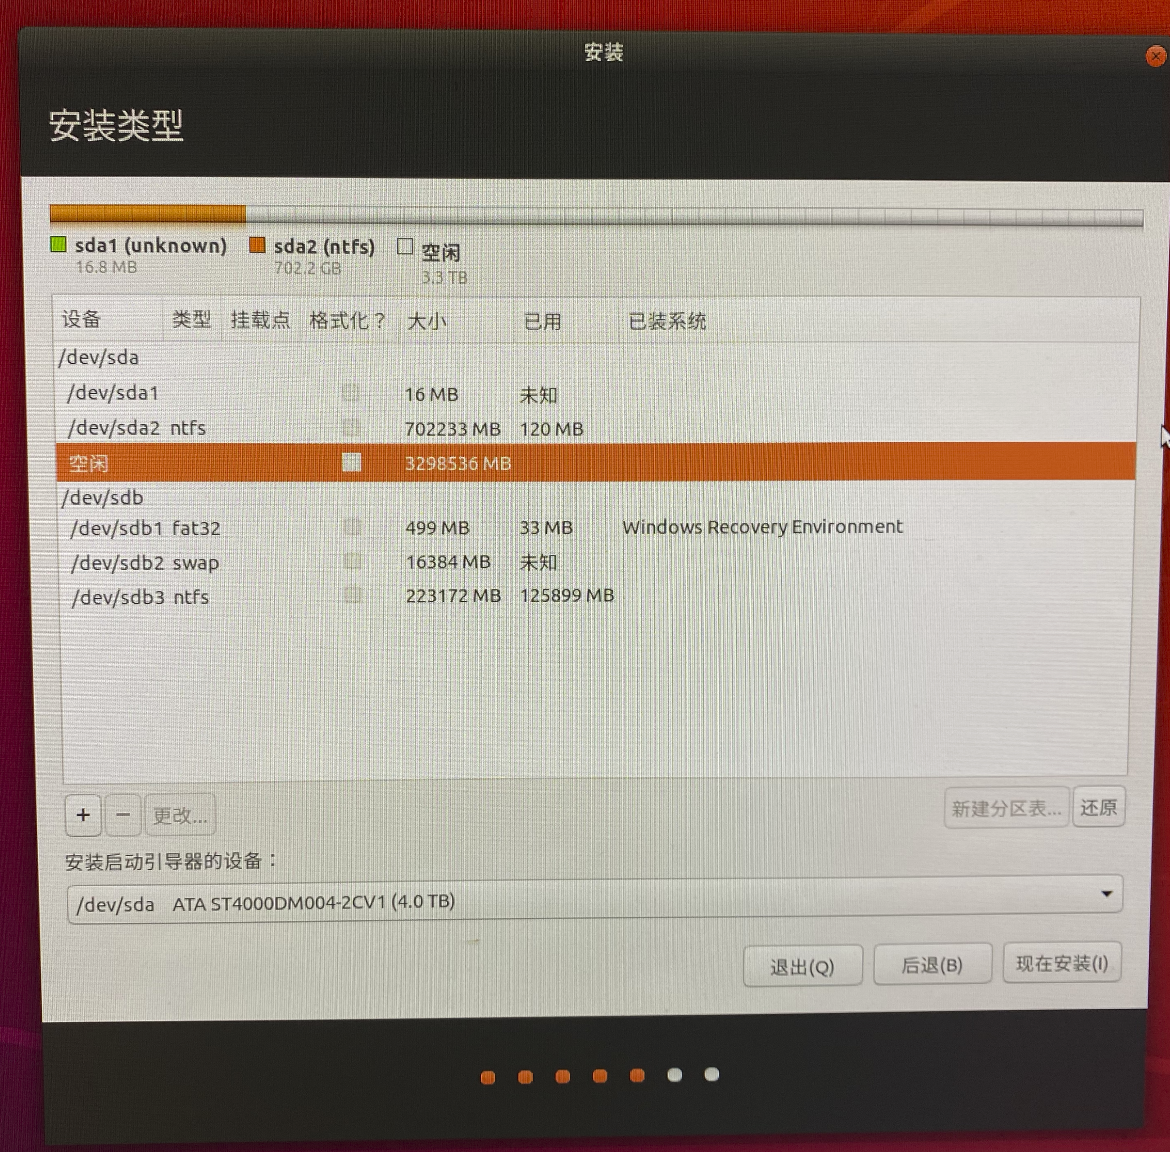 安装
安装类型
sda1 (unknown) sda2 (ntfs) 空闲
16.8 MB 702.2 GB 3.3 TB
设备 类型 挂载点 格式化？ 大小 已用 已装系统
/dev/sda
/dev/sda1 16 MB 未知
/dev/sda2 ntfs 702233 MB 120 MB
空闲 3298536 MB
/dev/sdb
/dev/sdb1 fat32 499 MB 33 MB Windows Recovery Environment
/dev/sdb2 swap 16384 MB 未知
/dev/sdb3 ntfs 223172 MB 125899 MB
+ − 更改... 新建分区表... 还原
安装启动引导器的设备：
/dev/sda ATA ST4000DM004-2CV1 (4.0 TB)
退出(Q) 后退(B) 现在安装(I)